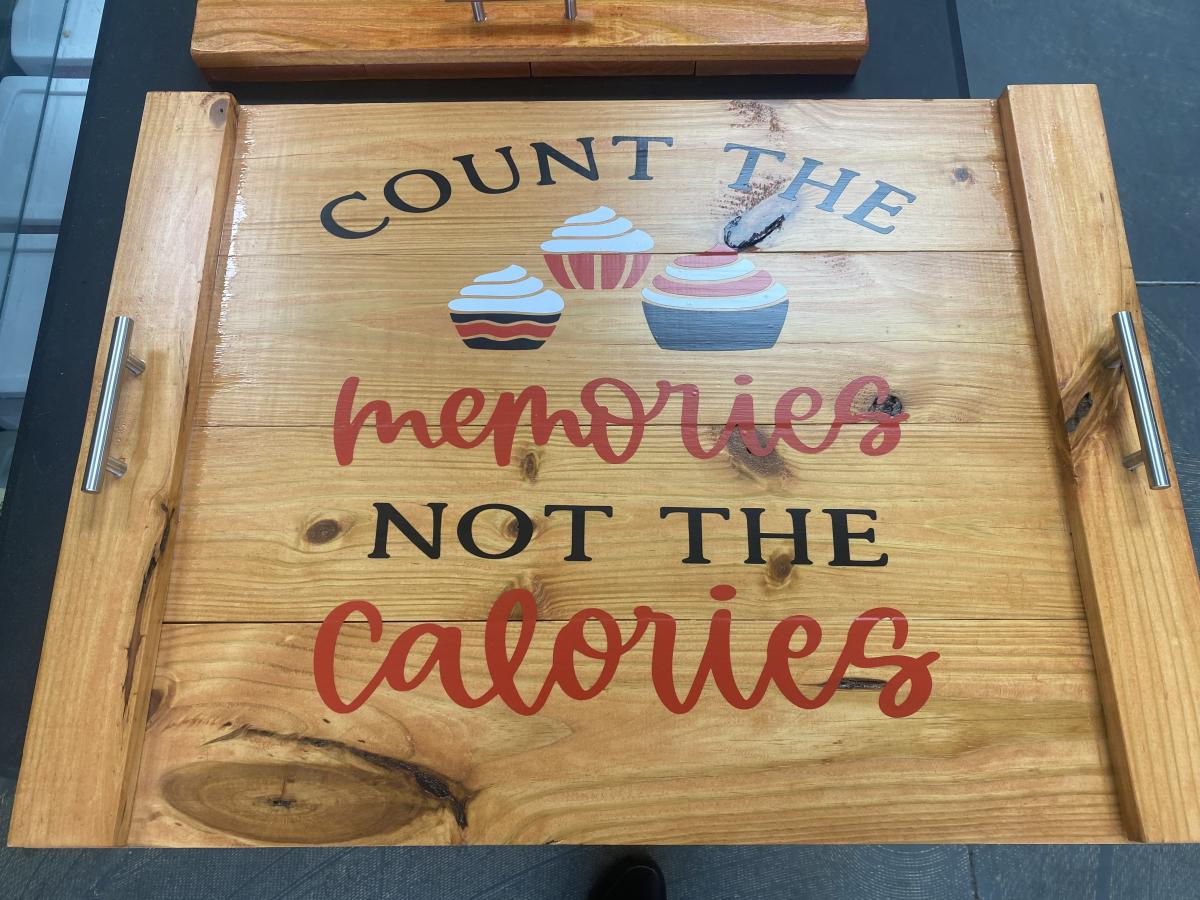 COUNT THE
memories
NOT THE
Calories